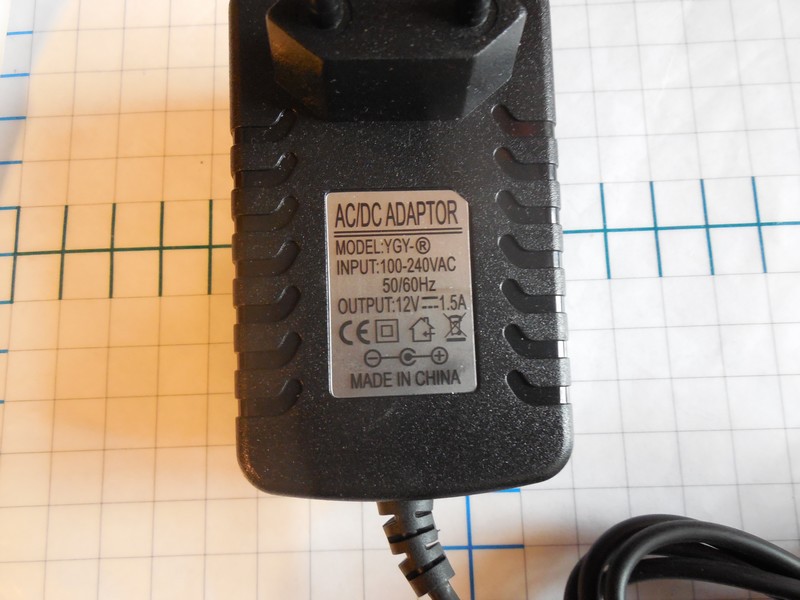 AC/DC ADAPTOR
MODEL:YGY-®
INPUT:100-240VAC
50/60Hz
OUTPUT:12V⎓1.5A
CE
MADE IN CHINA